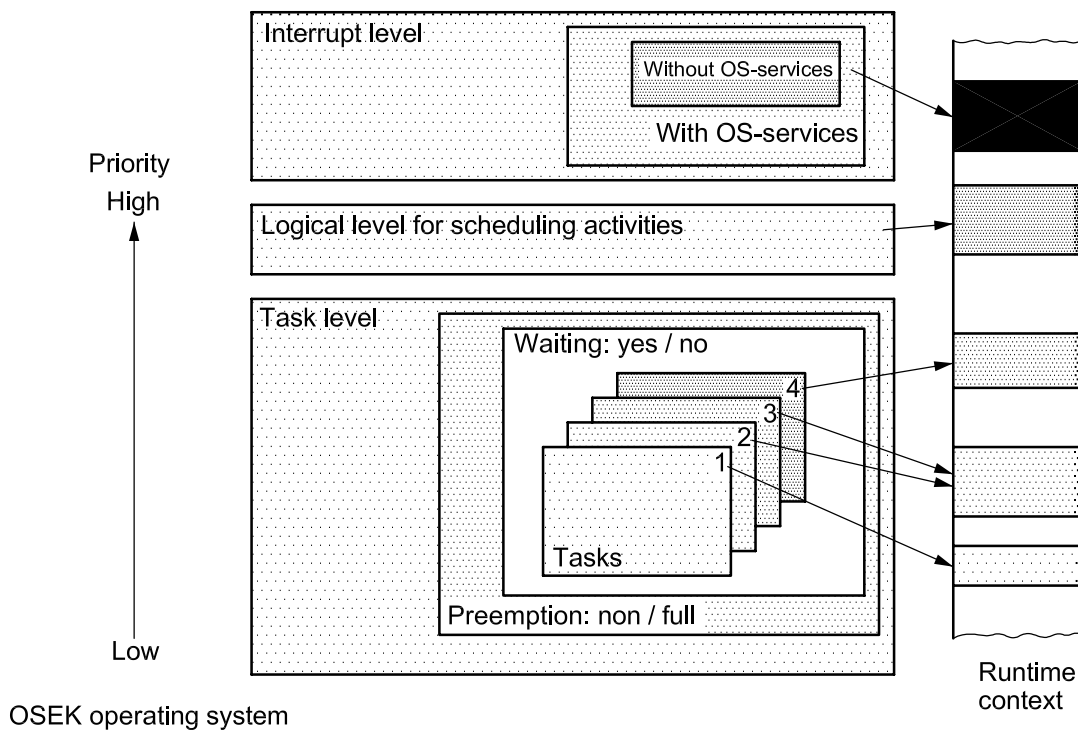 Interrupt level
Without OS-services
With OS-services
Priority
High
Logical level for scheduling activities
Task level
Waiting: yes / no
4
3
2
1
Tasks
Preemption: non / full
Low
Runtime
context
OSEK operating system